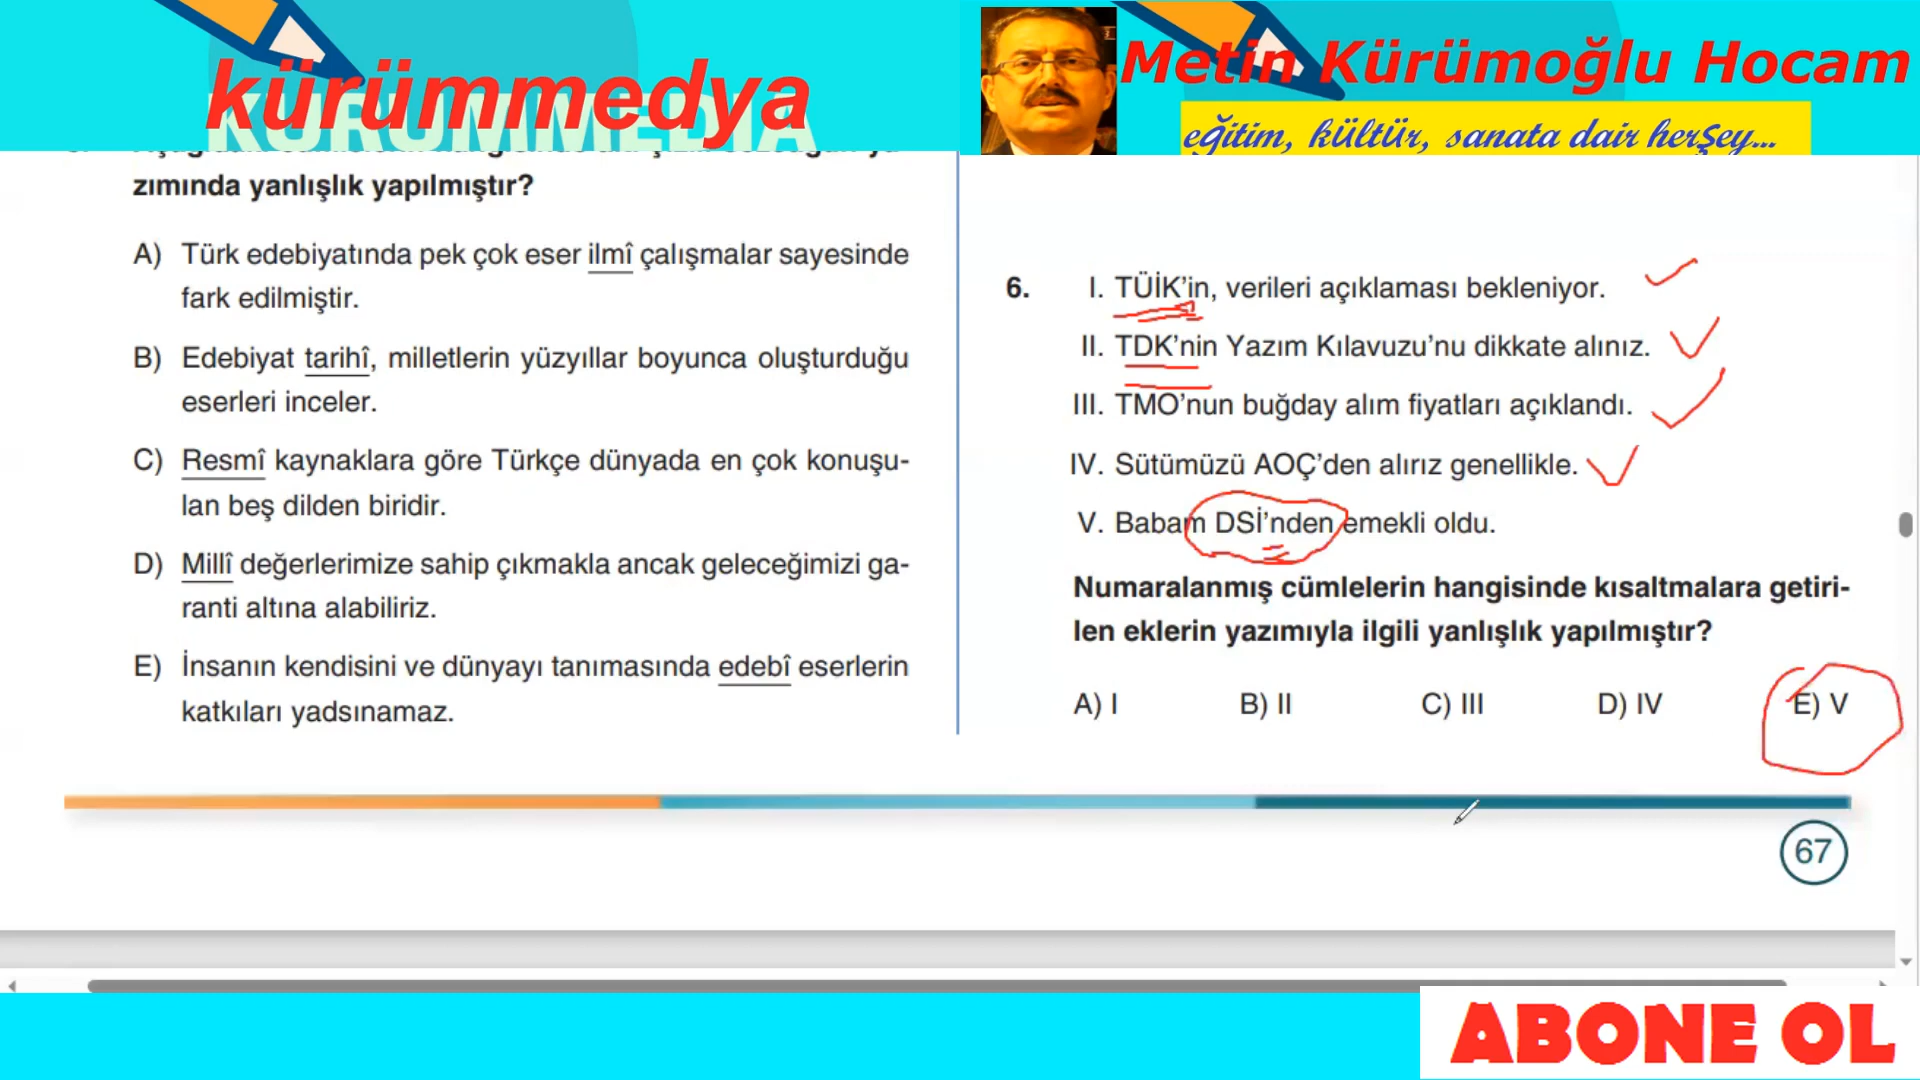 kürümmedya
KURUMMEDIA
Metin Kürümoğlu Hocam
eğitim, kültür, sanata dair herşey...
zımında yanlışlık yapılmıştır?
A) Türk edebiyatında pek çok eser ilmî çalışmalar sayesinde
fark edilmiştir.
B) Edebiyat tarihî, milletlerin yüzyıllar boyunca oluşturduğu
eserleri inceler.
C) Resmî kaynaklara göre Türkçe dünyada en çok konuşu-
lan beş dilden biridir.
D) Millî değerlerimize sahip çıkmakla ancak geleceğimizi ga-
ranti altına alabiliriz.
E) İnsanın kendisini ve dünyayı tanımasında edebî eserlerin
katkıları yadsınamaz.
6. I. TÜİK’in, verileri açıklaması bekleniyor.
II. TDK’nin Yazım Kılavuzu’nu dikkate alınız.
III. TMO’nun buğday alım fiyatları açıklandı.
IV. Sütümüzü AOÇ’den alırız genellikle.
V. Babam DSİ’nden emekli oldu.
Numaralanmış cümlelerin hangisinde kısaltmalara getiri-
len eklerin yazımıyla ilgili yanlışlık yapılmıştır?
A) I B) II C) III D) IV E) V
67
ABONE OL